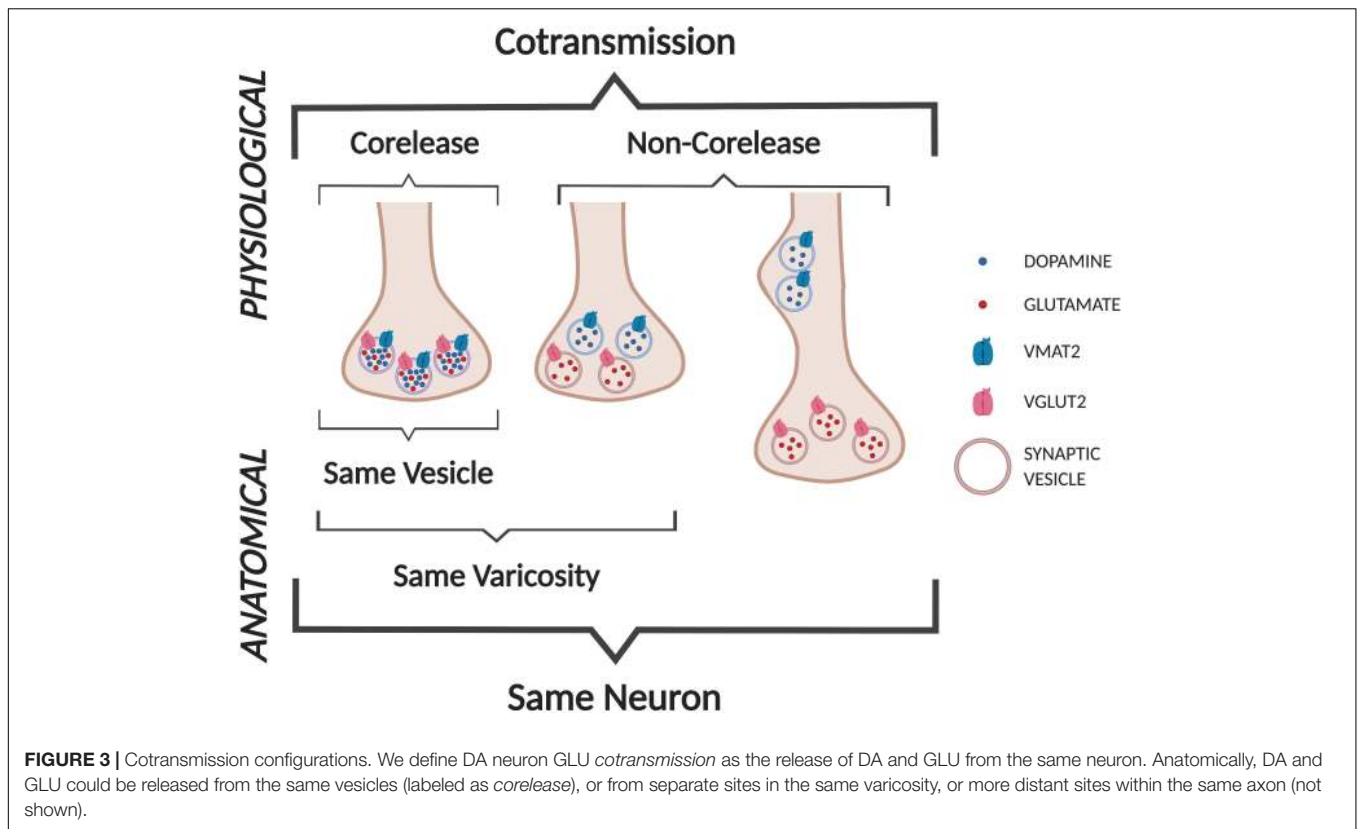 Cotransmission
PHYSIOLOGICAL
Corelease
Non-Corelease
DOPAMINE
GLUTAMATE
VMAT2
VGLUT2
SYNAPTIC
VESICLE
ANATOMICAL
Same Vesicle
Same Varicosity
Same Neuron
FIGURE 3 | Cotransmission configurations. We define DA neuron GLU cotransmission as the release of DA and GLU from the same neuron. Anatomically, DA and
GLU could be released from the same vesicles (labeled as corelease), or from separate sites in the same varicosity, or more distant sites within the same axon (not
shown).